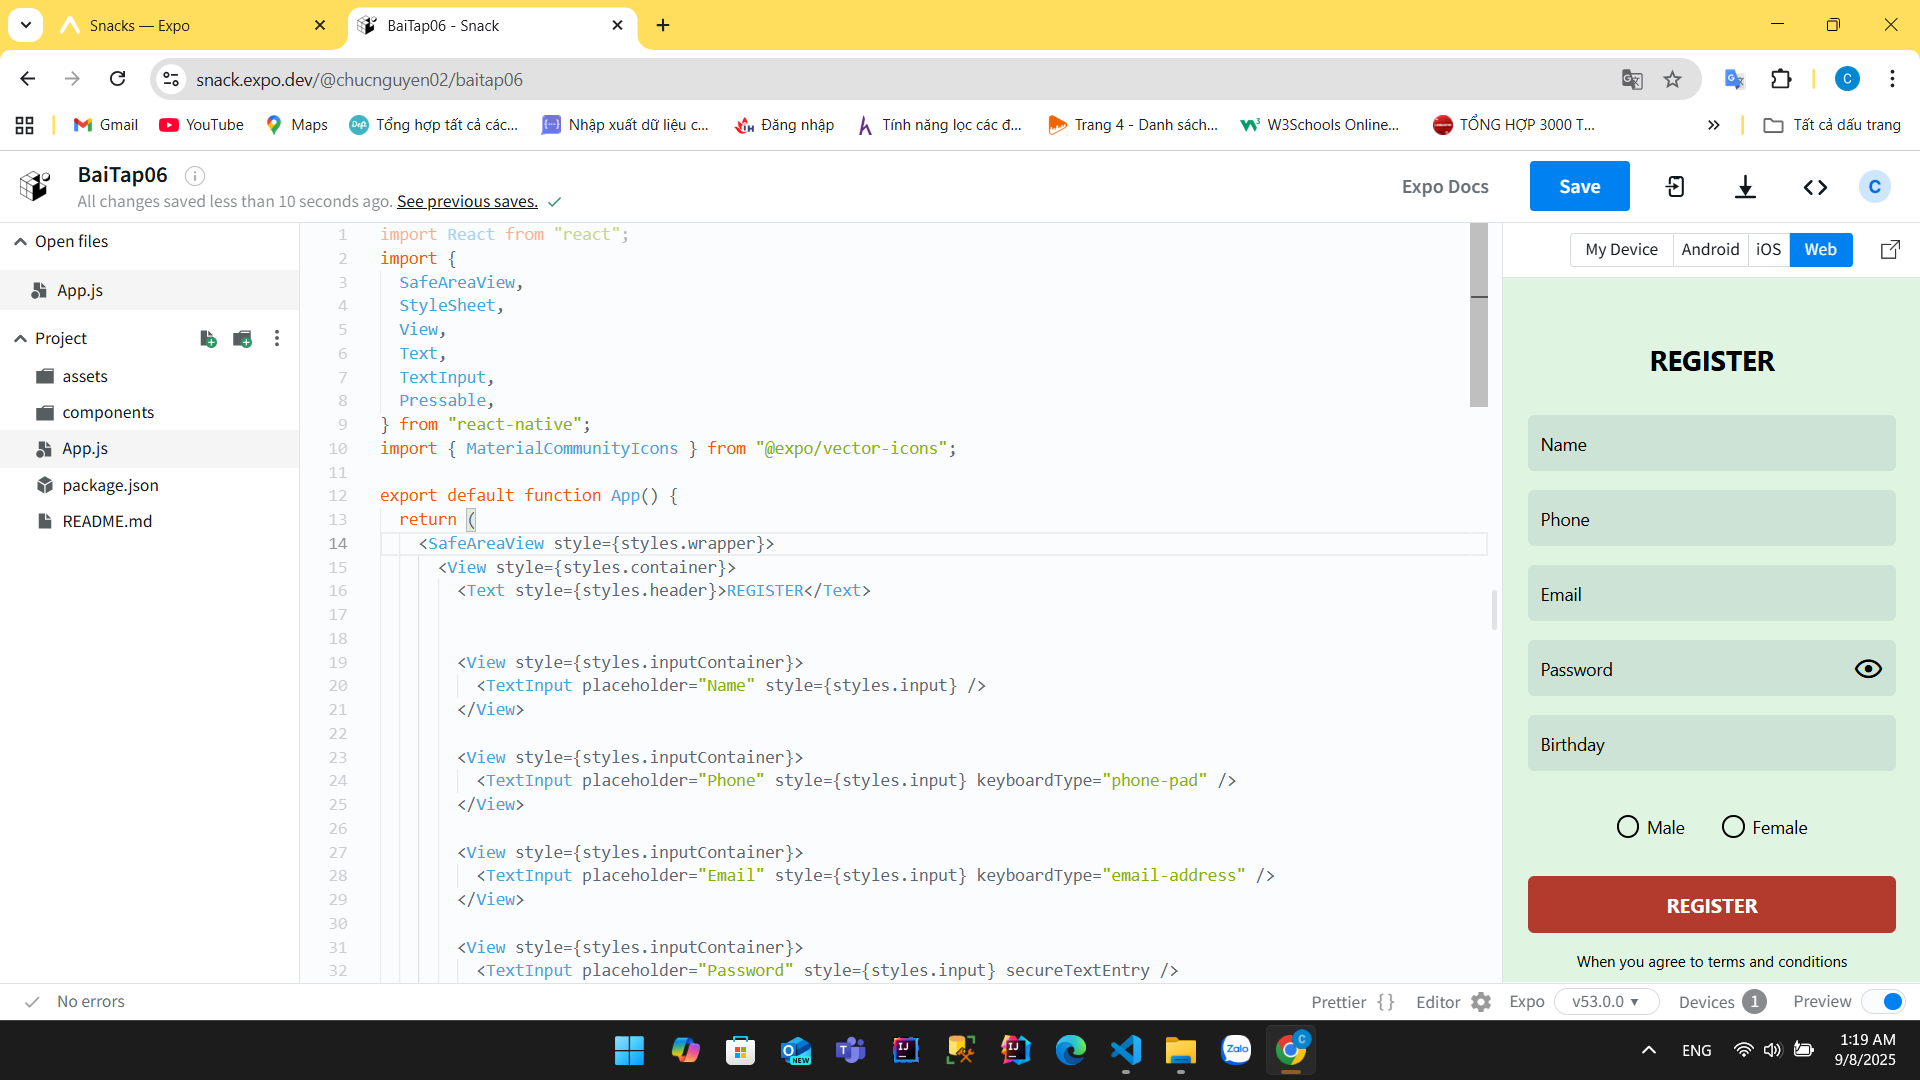 Snacks — Expo
BaiTap06 - Snack
snack.expo.dev/@chucnguyen02/baitap06
C
Gmail
YouTube
Maps
Tổng hợp tất cả các...
Nhập xuất dữ liệu c...
Đăng nhập
Tính năng lọc các đ...
Trang 4 - Danh sách...
W3Schools Online...
TỔNG HỢP 3000 T...
Tất cả dấu trang
BaiTap06
All changes saved less than 10 seconds ago. See previous saves.
Expo Docs
Save
C
Open files
App.js
Project
assets
components
App.js
package.json
README.md
1 import React from "react";
2 import {
3 SafeAreaView,
4 StyleSheet,
5 View,
6 Text,
7 TextInput,
8 Pressable,
9 } from "react-native";
10 import { MaterialCommunityIcons } from "@expo/vector-icons";
11
12 export default function App() {
13 return (
14 <SafeAreaView style={styles.wrapper}>
15 <View style={styles.container}>
16 <Text style={styles.header}>REGISTER</Text>
17
18
19 <View style={styles.inputContainer}>
20 <TextInput placeholder="Name" style={styles.input} />
21 </View>
22
23 <View style={styles.inputContainer}>
24 <TextInput placeholder="Phone" style={styles.input} keyboardType="phone-pad" />
25 </View>
26
27 <View style={styles.inputContainer}>
28 <TextInput placeholder="Email" style={styles.input} keyboardType="email-address" />
29 </View>
30
31 <View style={styles.inputContainer}>
32 <TextInput placeholder="Password" style={styles.input} secureTextEntry />
My Device
Android
iOS
Web
REGISTER
Name
Phone
Email
Password
Birthday
Male
Female
REGISTER
When you agree to terms and conditions
No errors
Prettier {}
Editor
Expo
v53.0.0
Devices 1
Preview
ENG
1:19 AM
9/8/2025